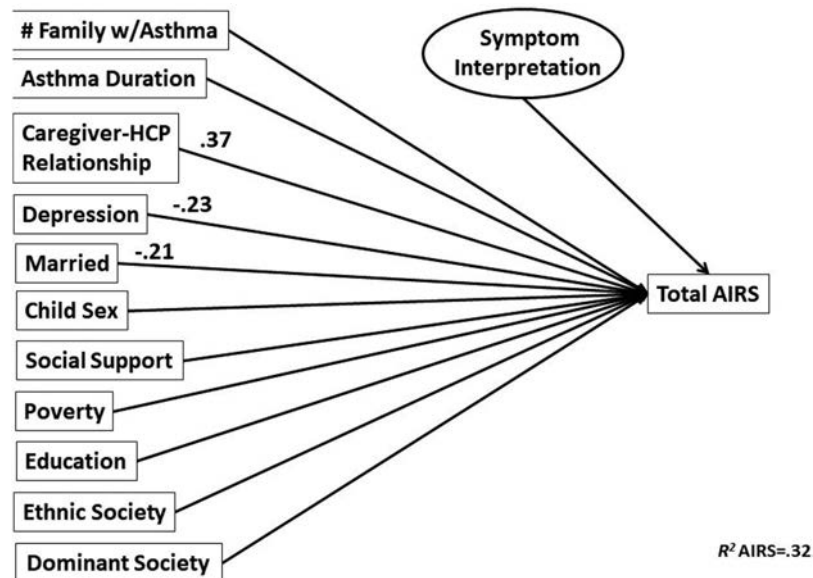 # Family w/Asthma
Symptom
Interpretation
Asthma Duration
Caregiver-HCP
Relationship
.37
Depression
-.23
Married
-.21
Total AIRS
Child Sex
Social Support
Poverty
Education
Ethnic Society
Dominant Society
R² AIRS=.32